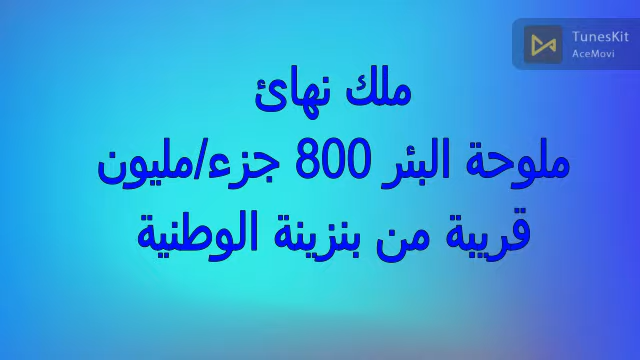 TunesKit
AceMovi
ملك نهائ
ملوحة البئر 800 جزء/مليون
قريبة من بنزينة الوطنية